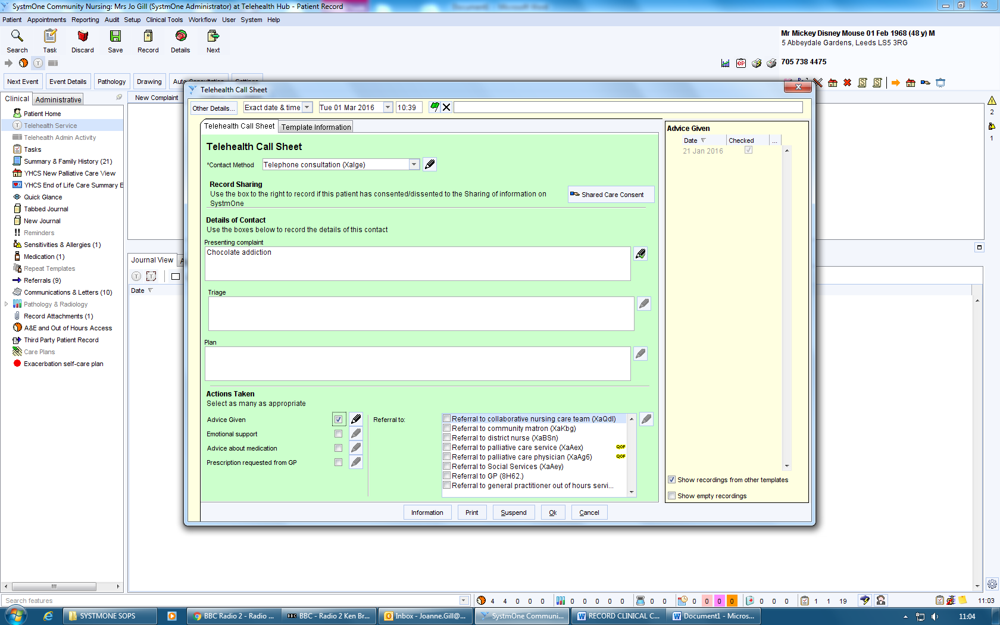 SystmOne Community Nursing: Mrs Jo Gill (SystmOne Administrator) at Telehealth Hub - Patient Record
Patient Appointments Reporting Audit Setup Clinical Tools Workflow User System Help
Search Task Discard Save Record Details Next
Mr Mickey Disney Mouse 01 Feb 1968 (48 y) M
5 Abbeydale Gardens, Leeds LS5 3RG
705 738 4475
Next Event Event Details Pathology Drawing
Clinical Administrative
New Complaint
Patient Home
Telehealth Service
Telehealth Admin Activity
Tasks
Summary & Family History (21)
YHCS New Palliative Care View
YHCS End of Life Care Summary E
Quick Glance
Tabbed Journal
New Journal
Reminders
Sensitivities & Allergies (1)
Medication (1)
Repeat Templates
Referrals (9)
Communications & Letters (10)
Pathology & Radiology
Record Attachments (1)
A&E and Out of Hours Access
Third Party Patient Record
Care Plans
Exacerbation self-care plan
Journal View
Date
Telehealth Call Sheet
Other Details... Exact date & time Tue 01 Mar 2016 10:39
Telehealth Call Sheet Template Information
Telehealth Call Sheet
*Contact Method Telephone consultation (XaIge)
Record Sharing
Use the box to the right to record if this patient has consented/dissented to the Sharing of information on
SystmOne
Shared Care Consent
Details of Contact
Use the boxes below to record the details of this contact
Presenting complaint
Chocolate addiction
Triage
Plan
Actions Taken
Select as many as appropriate
Advice Given
Emotional support
Advice about medication
Prescription requested from GP
Referral to:
Referral to collaborative nursing care team (XaQdI)
Referral to community matron (XaKbg)
Referral to district nurse (XaBSn)
Referral to palliative care service (XaAex) QOF
Referral to palliative care physician (XaAg6) QOF
Referral to Social Services (XaAey)
Referral to GP (8H62.)
Referral to general practitioner out of hours servi...
Advice Given
Date Checked ...
21 Jan 2016
Show recordings from other templates
Show empty recordings
Information Print Suspend Ok Cancel
2
1
Search features
4 4 0 0 0 0 0 0 0 0 0 0 0 0 0 0 0 0 0 1 1 19 11:03
SYSTMONE SOPS BBC Radio 2 - Radio ... BBC - Radio 2 Ken Br... Inbox - Joanne.Gill@... SystmOne Communi... RECORD CLINICAL C... Document1 - Micros... 11:04